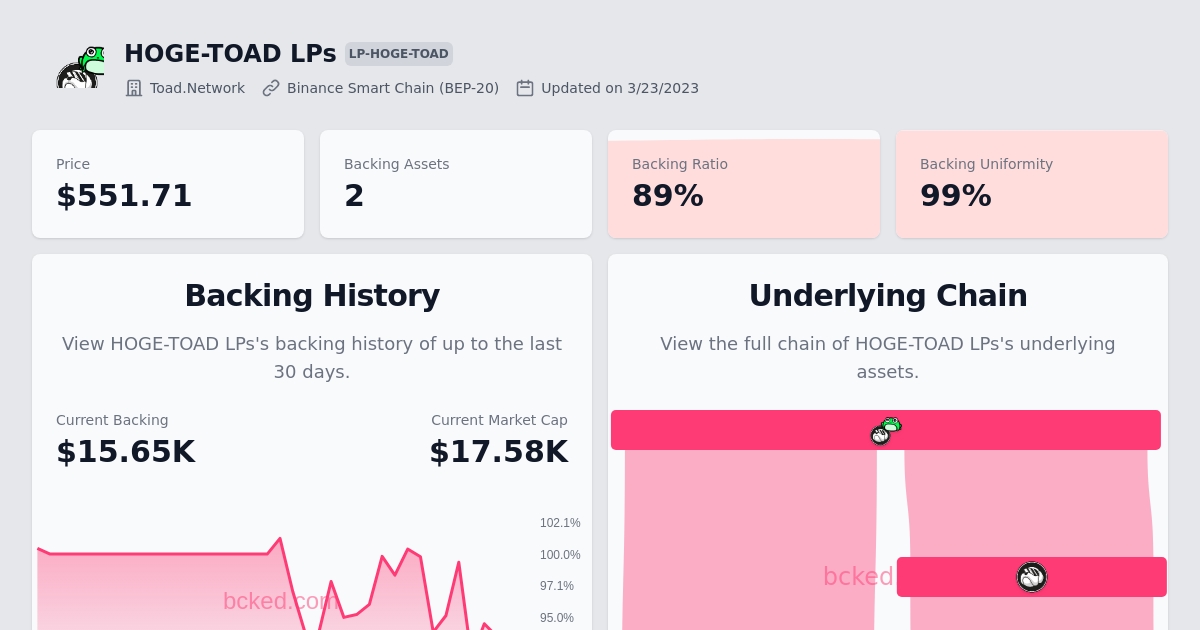 HOGE-TOAD LPs LP-HOGE-TOAD
Toad.Network Binance Smart Chain (BEP-20) Updated on 3/23/2023
Price
$551.71
Backing Assets
2
Backing Ratio
89%
Backing Uniformity
99%
Backing History
View HOGE-TOAD LPs's backing history of up to the last
30 days.
Current Backing
$15.65K
Current Market Cap
$17.58K
102.1%
100.0%
97.1%
95.0%
bcked.com
Underlying Chain
View the full chain of HOGE-TOAD LPs's underlying
assets.
bcked